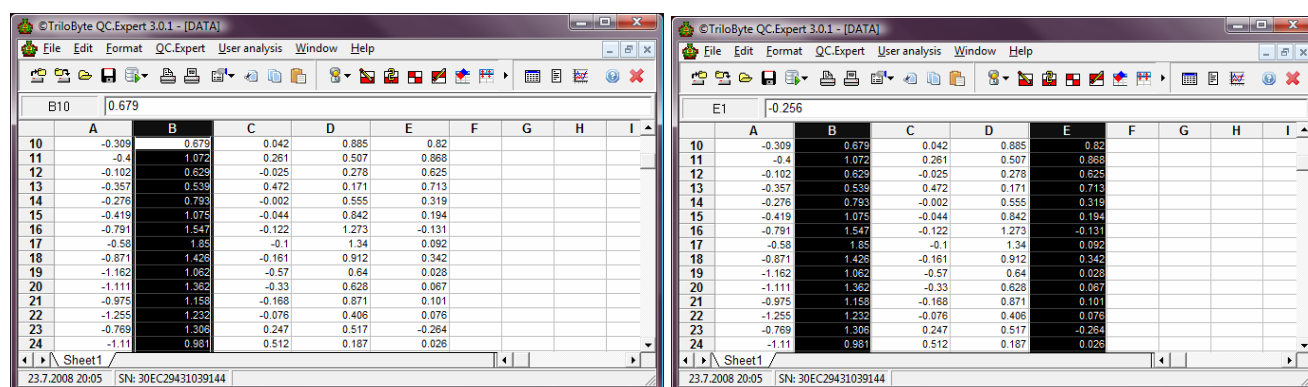 ©TriloByte QC.Expert 3.0.1 - [DATA]
File Edit Format QC.Expert User analysis Window Help
B10 0.679
A B C D E F G H I
10 -0.309 0.679 0.042 0.885 0.82
11 -0.4 1.072 0.261 0.507 0.868
12 -0.102 0.629 -0.025 0.278 0.625
13 -0.357 0.539 0.472 0.171 0.713
14 -0.276 0.793 -0.002 0.555 0.319
15 -0.419 1.075 -0.044 0.842 0.194
16 -0.791 1.547 -0.122 1.273 -0.131
17 -0.58 1.85 -0.1 1.34 0.092
18 -0.871 1.426 -0.161 0.912 0.342
19 -1.162 1.062 -0.57 0.64 0.028
20 -1.111 1.362 -0.33 0.628 0.067
21 -0.975 1.158 -0.168 0.871 0.101
22 -1.255 1.232 -0.076 0.406 0.076
23 -0.769 1.306 0.247 0.517 -0.264
24 -1.11 0.981 0.512 0.187 0.026
Sheet1
23.7.2008 20:05 SN: 30EC29431039144
©TriloByte QC.Expert 3.0.1 - [DATA]
File Edit Format QC.Expert User analysis Window Help
E1 -0.256
A B C D E F G H I
10 -0.309 0.679 0.042 0.885 0.82
11 -0.4 1.072 0.261 0.507 0.868
12 -0.102 0.629 -0.025 0.278 0.625
13 -0.357 0.539 0.472 0.171 0.713
14 -0.276 0.793 -0.002 0.555 0.319
15 -0.419 1.075 -0.044 0.842 0.194
16 -0.791 1.547 -0.122 1.273 -0.131
17 -0.58 1.85 -0.1 1.34 0.092
18 -0.871 1.426 -0.161 0.912 0.342
19 -1.162 1.062 -0.57 0.64 0.028
20 -1.111 1.362 -0.33 0.628 0.067
21 -0.975 1.158 -0.168 0.871 0.101
22 -1.255 1.232 -0.076 0.406 0.076
23 -0.769 1.306 0.247 0.517 -0.264
24 -1.11 0.981 0.512 0.187 0.026
Sheet1
23.7.2008 20:05 SN: 30EC29431039144